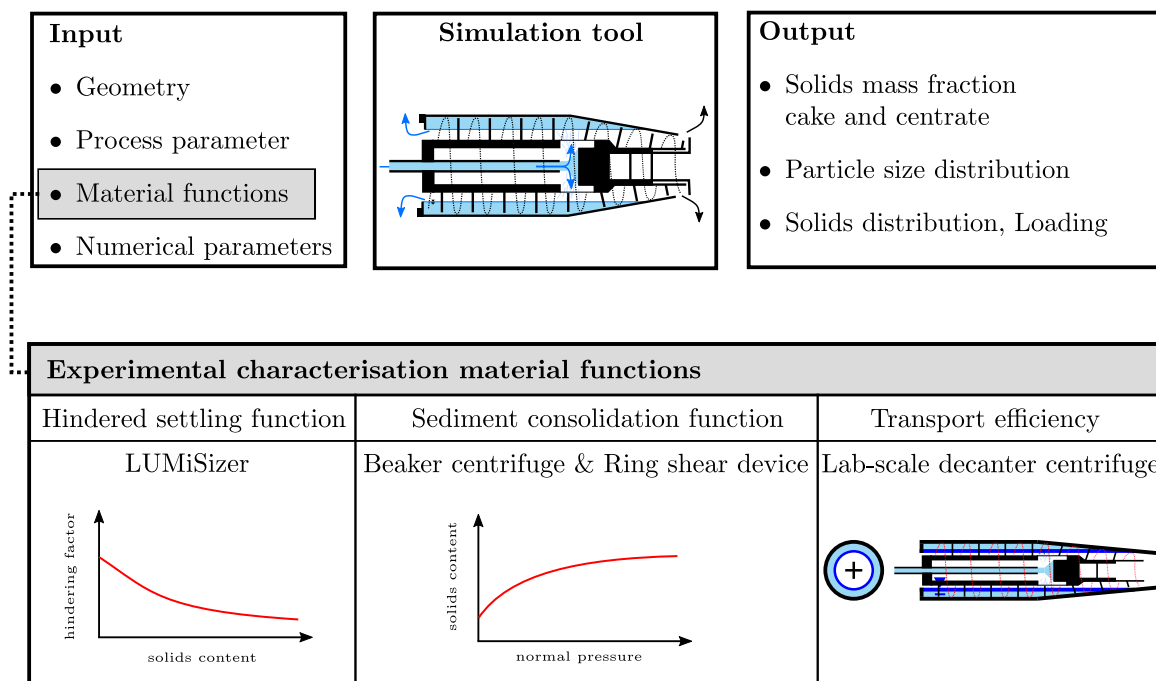 Input
• Geometry
• Process parameter
• Material functions
• Numerical parameters
Simulation tool
Output
• Solids mass fraction
cake and centrate
• Particle size distribution
• Solids distribution, Loading
Experimental characterisation material functions
Hindered settling function
Sediment consolidation function
Transport efficiency
LUMiSizer
Beaker centrifuge & Ring shear device
Lab-scale decanter centrifuge
hindering factor
solids content
solids content
normal pressure